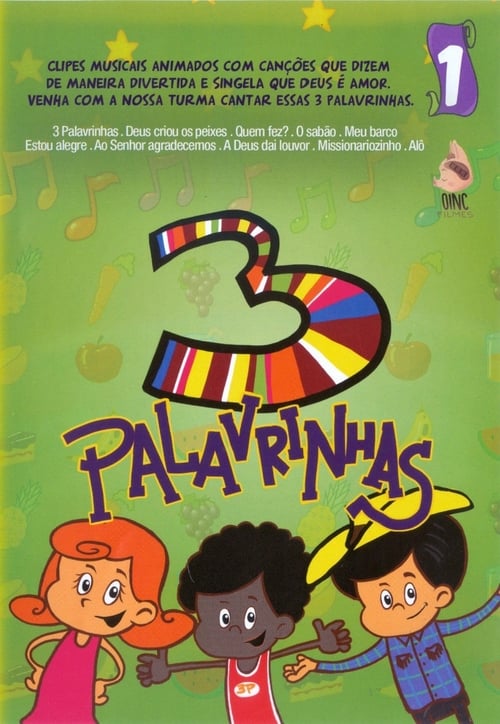 CLIPES MUSICAIS ANIMADOS COM CANÇÕES QUE DIZEM
DE MANEIRA DIVERTIDA E SINGELA QUE DEUS É AMOR.
VENHA COM A NOSSA TURMA CANTAR ESSAS 3 PALAVRINHAS.
1
3 Palavrinhas . Deus criou os peixes . Quem fez? . O sabão . Meu barco
Estou alegre . Ao Senhor agradecemos . A Deus dai louvor . Missionariozinho . Alô
OINC
FILMES
3
PALAVRINHAS
3P